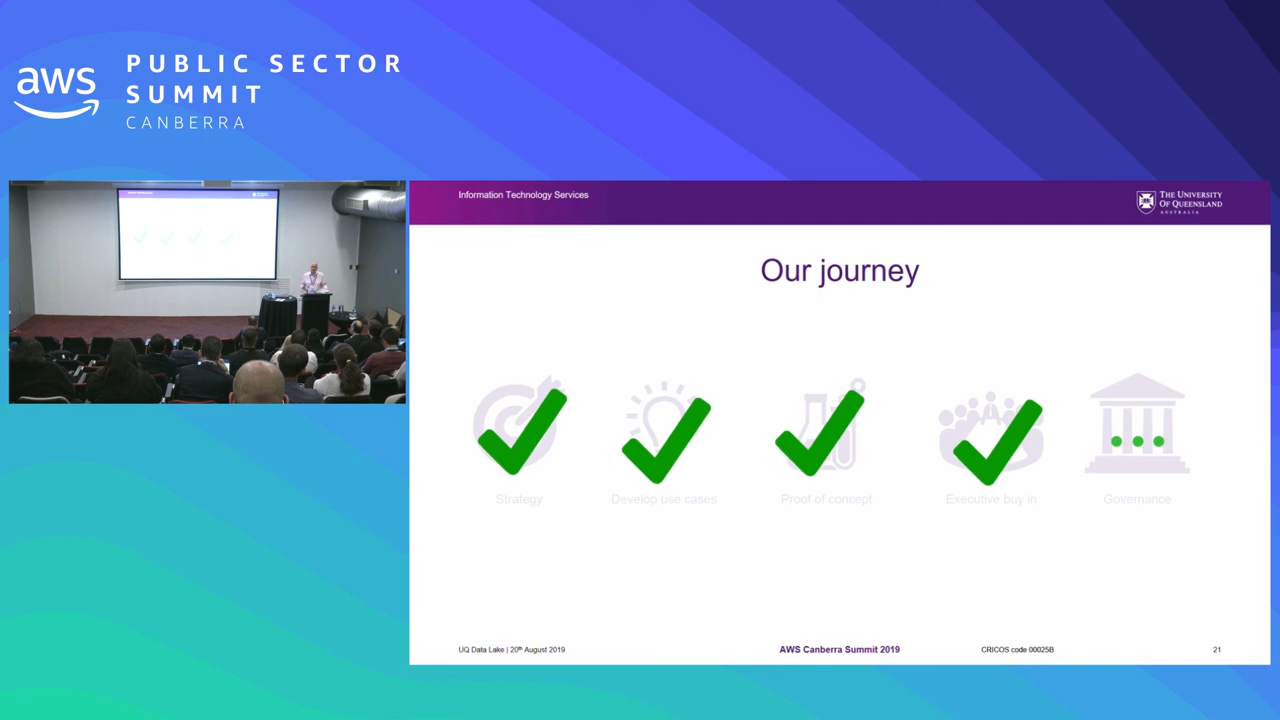 aws
PUBLIC SECTOR
SUMMIT
CANBERRA
Information Technology Services
THE UNIVERSITY
OF QUEENSLAND
AUSTRALIA
Our journey
Strategy
Develop use cases
Proof of concept
Executive buy in
Governance
UQ Data Lake | 20th August 2019
AWS Canberra Summit 2019
CRICOS code 00025B
21